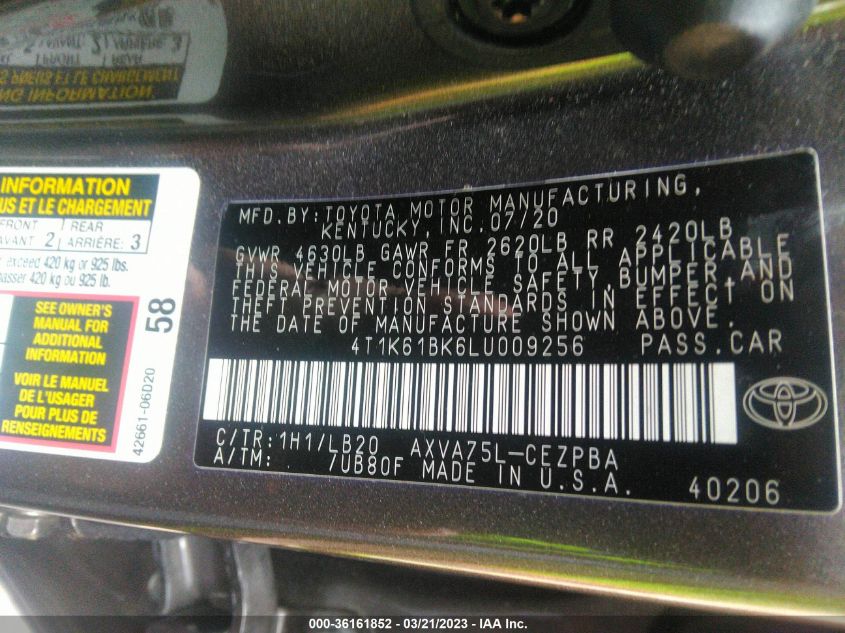 INFORMATION
US ET LE CHARGEMENT
FRONT
AVANT 2
REAR
ARRIÈRE: 3
exceed 420 kg or 925 lbs.
passer 420 kg ou 925 lb.
SEE OWNER'S
MANUAL FOR
ADDITIONAL
INFORMATION
VOIR LE MANUEL
DE L'USAGER
POUR PLUS DE
RENSEIGNEMENTS
58
42661-06D20
MFD.BY:TOYOTA MOTOR MANUFACTURING,
KENTUCKY, INC.07/20
GVWR 4630LB GAWR FR 2620LB RR 2420LB
THIS VEHICLE CONFORMS TO ALL APPLICABLE
FEDERAL MOTOR VEHICLE SAFETY,BUMPER,AND
THEFT PREVENTION STANDARDS IN EFFECT ON
THE DATE OF MANUFACTURE SHOWN ABOVE.
4T1K61BK6LU009256 PASS.CAR
C/TR:1H1/LB20 AXVA75L-CEZPBA
A/TM: /UB80F MADE IN U.S.A.
40206
000-36161852 / 03/21/2023 - IAA Inc.